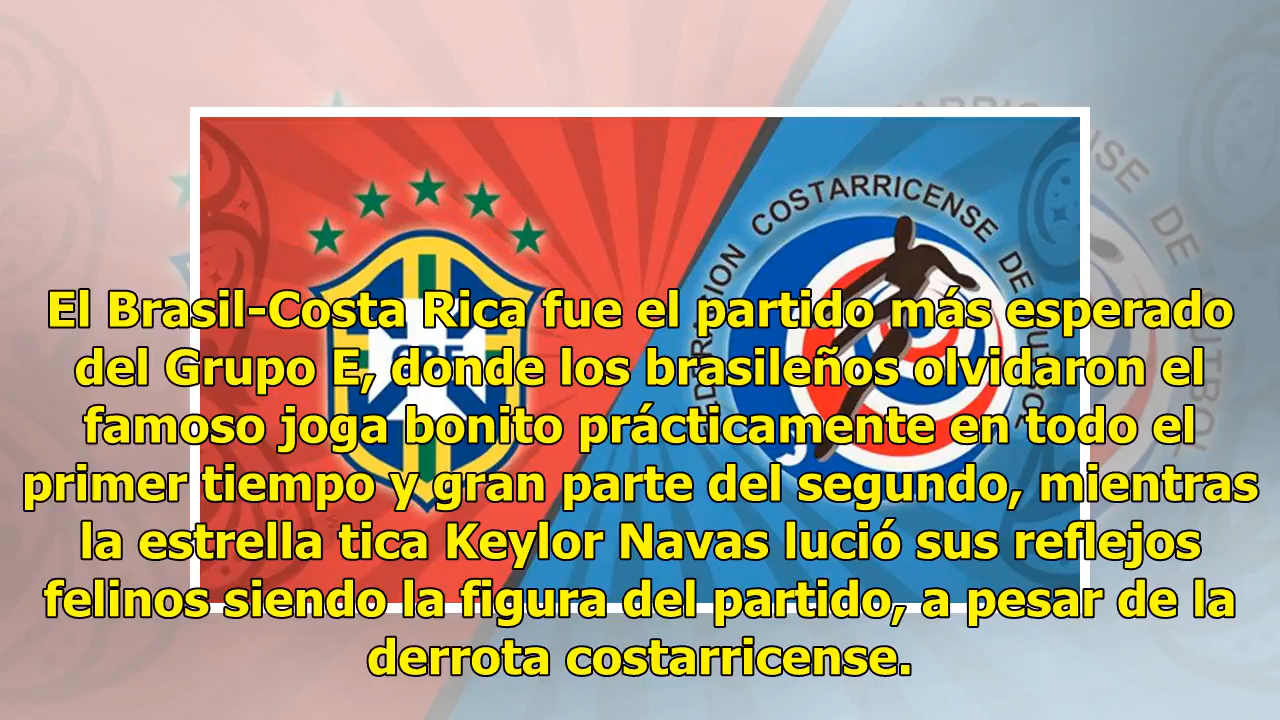 COSTARRICENSE DE
El Brasil-Costa Rica fue el partido más esperado
del Grupo E, donde los brasileños olvidaron el
famoso joga bonito prácticamente en todo el
primer tiempo y gran parte del segundo, mientras
la estrella tica Keylor Navas lució sus reflejos
felinos siendo la figura del partido, a pesar de la
derrota costarricense.